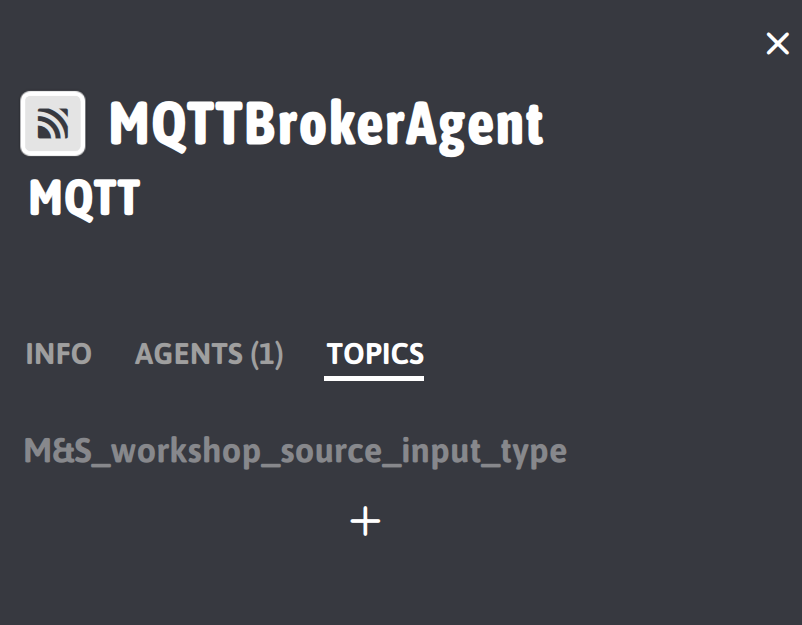 MQTTBrokerAgent
MQTT
INFO AGENTS (1) TOPICS
M&S_workshop_source_input_type